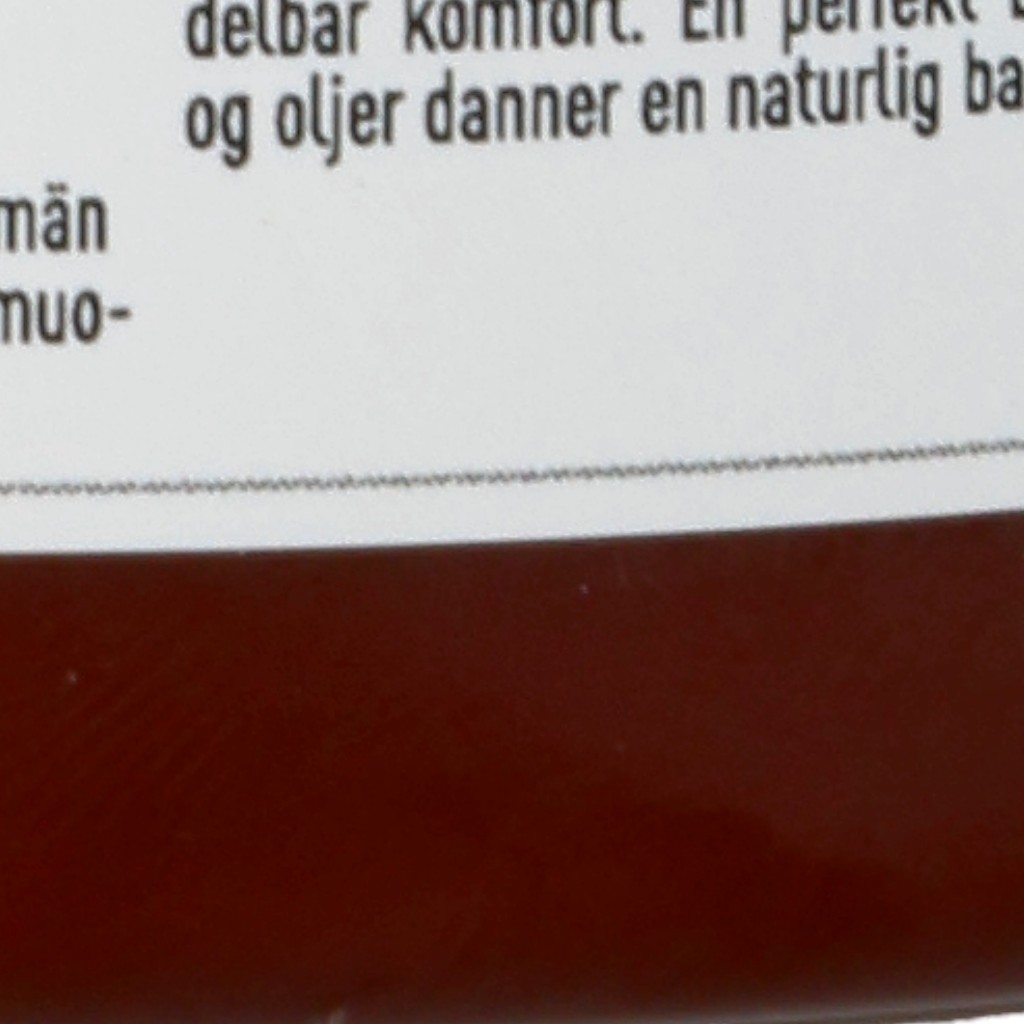 delbar komfort. En perfekt
og oljer danner en naturlig ba
män
muo-